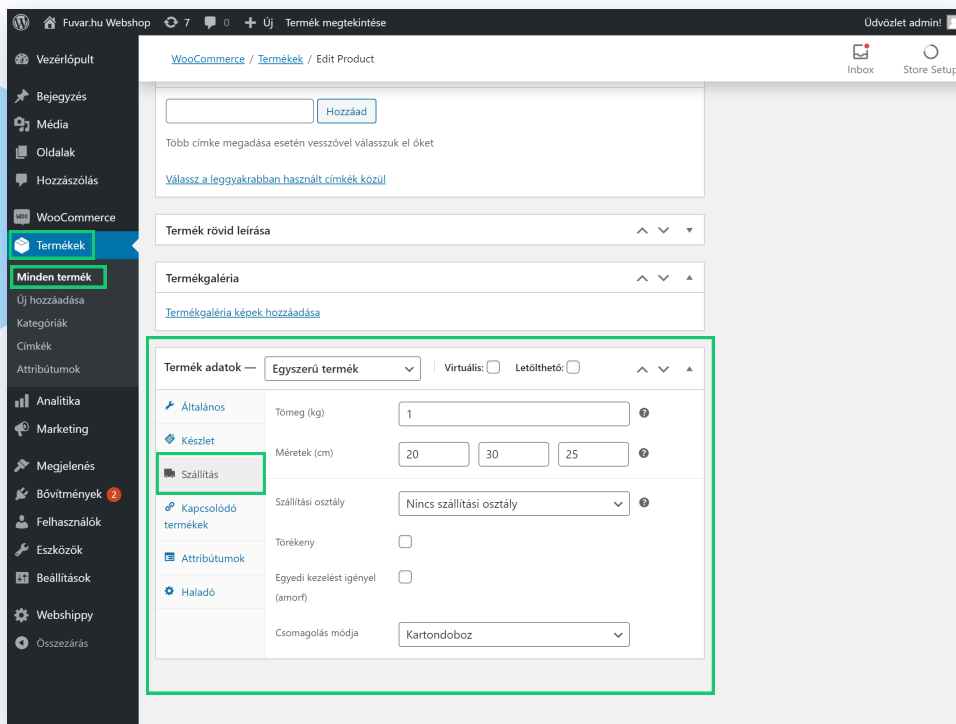 Fuvar.hu Webshop 7 0 Új Termék megtekintése Üdvözlet admin!
Vezérlőpult
Bejegyzés
Média
Oldalak
Hozzászólás
WOO WooCommerce
Termékek
Minden termék
Új hozzáadása
Kategóriák
Címkék
Attribútumok
Analitika
Marketing
Megjelenés
Bővítmények 2
Felhasználók
Eszközök
Beállítások
Webshippy
Összezárás
WooCommerce / Termékek / Edit Product
Inbox
Store Setup
Hozzáad
Több címke megadása esetén vesszővel válasszuk el őket
Válassz a leggyakrabban használt címkék közül
Termék rövid leírása
Termékgaléria
Termékgaléria képek hozzáadása
Termék adatok — Egyszerű termék Virtuális: Letölthető:
Általános
Készlet
Szállítás
Kapcsolódó
termékek
Attribútumok
Haladó
Tömeg (kg) 1
Méretek (cm) 20 30 25
Szállítási osztály Nincs szállítási osztály
Törékeny
Egyedi kezelést igényel
(amorf)
Csomagolás módja Kartondoboz